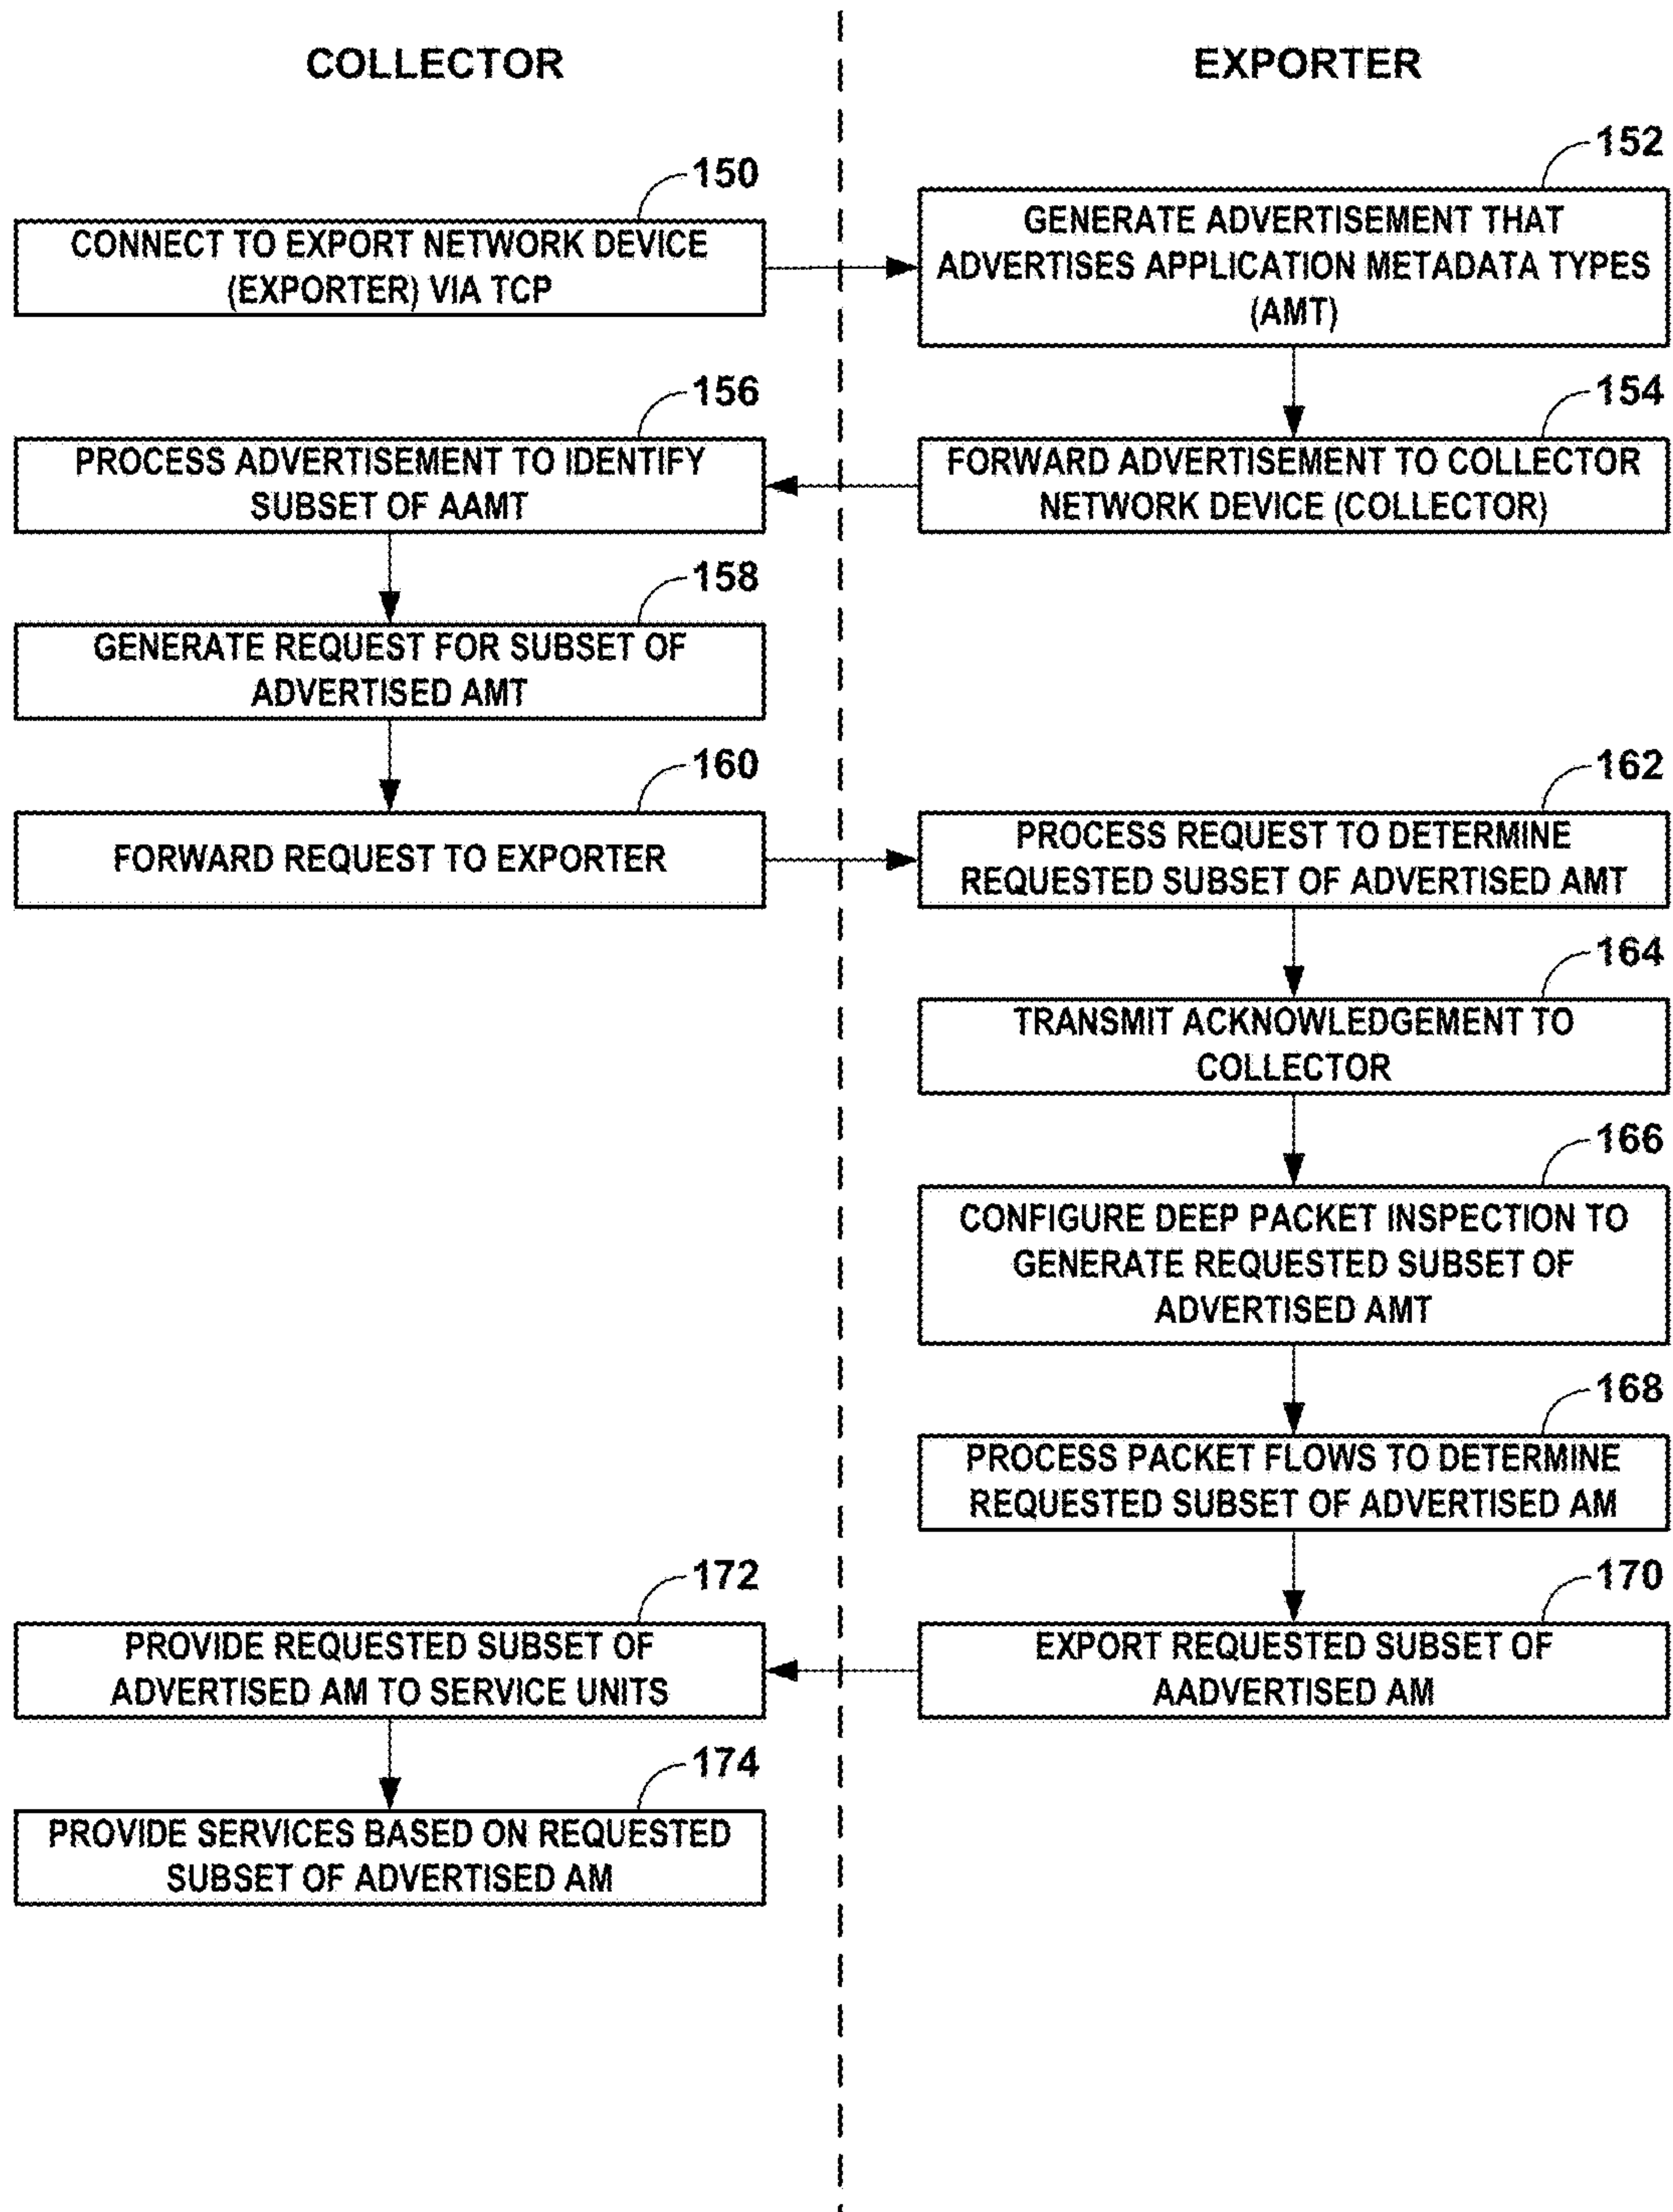 COLLECTOR
EXPORTER
150
CONNECT TO EXPORT NETWORK DEVICE
(EXPORTER) VIA TCP
152
GENERATE ADVERTISEMENT THAT
ADVERTISES APPLICATION METADATA TYPES
(AMT)
154
FORWARD ADVERTISEMENT TO COLLECTOR
NETWORK DEVICE (COLLECTOR)
156
PROCESS ADVERTISEMENT TO IDENTIFY
SUBSET OF AAMT
158
GENERATE REQUEST FOR SUBSET OF
ADVERTISED AMT
160
FORWARD REQUEST TO EXPORTER
162
PROCESS REQUEST TO DETERMINE
REQUESTED SUBSET OF ADVERTISED AMT
164
TRANSMIT ACKNOWLEDGEMENT TO
COLLECTOR
166
CONFIGURE DEEP PACKET INSPECTION TO
GENERATE REQUESTED SUBSET OF
ADVERTISED AMT
168
PROCESS PACKET FLOWS TO DETERMINE
REQUESTED SUBSET OF ADVERTISED AM
170
EXPORT REQUESTED SUBSET OF
AADVERTISED AM
172
PROVIDE REQUESTED SUBSET OF
ADVERTISED AM TO SERVICE UNITS
174
PROVIDE SERVICES BASED ON REQUESTED
SUBSET OF ADVERTISED AM